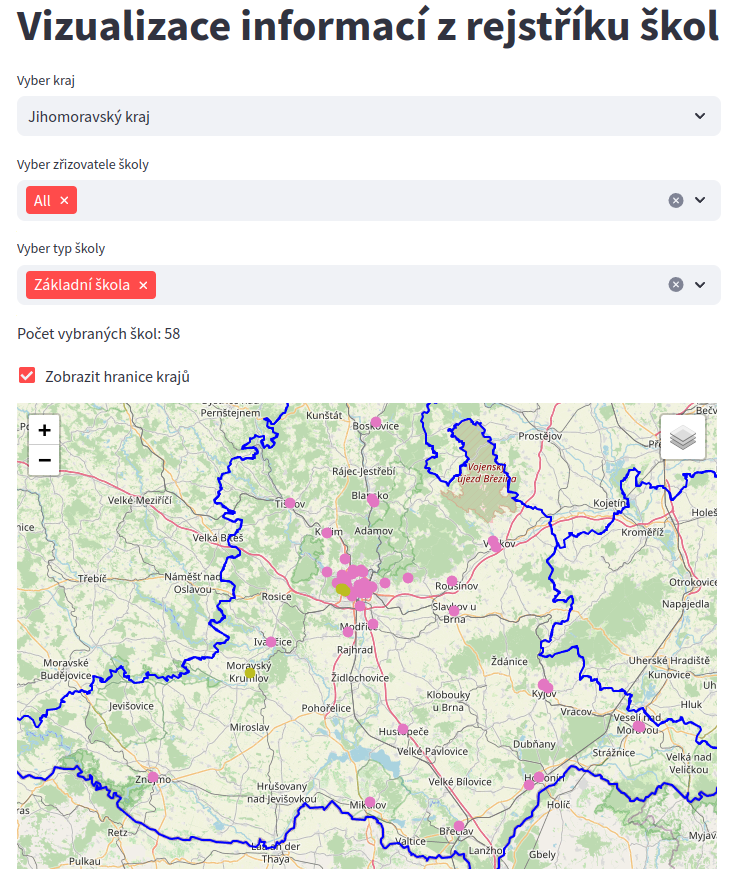 Vizualizace informací z rejstříku škol
Vyber kraj
Jihomoravský kraj
Vyber zřizovatele školy
All ×
Vyber typ školy
Základní škola ×
Počet vybraných škol: 58
Zobrazit hranice krajů
+
−
Pernštejnem
Kunštát
Boskovice
Prostějov
Rájec-Jestřebí
Vojenský
újezd Březina
Velké Meziříčí
Blansko
Tišnov
Kojetín
Kuřim
Adamov
Kroměříž
Velká Bíteš
Vyškov
Třebíč
Náměšť nad
Oslavou
Rosice
Rousínov
Otrokovice
Slavkov u
Brna
Napajedla
Modřice
Ivančice
Rajhrad
Moravské
Budějovice
Moravský
Krumlov
Ždánice
Uherské Hradiště
Kunovice
Židlochovice
Kyjov
Jevišovice
Pohořelice
Klobouky
u Brna
Hluk
Vracov
Veselí nad
Moravou
Miroslav
Hustopeče
Dubňany
Velké Pavlovice
Strážnice
Velká nad
Veličkou
Znojmo
Hrušovany
nad Jevišovkou
Velké Bílovice
Hodonín
Mikulov
Holíč
Retz
Břeclav
Valtice
Laa an der
Thaya
Lanžhot
Gbely
Myjav
Pulkau